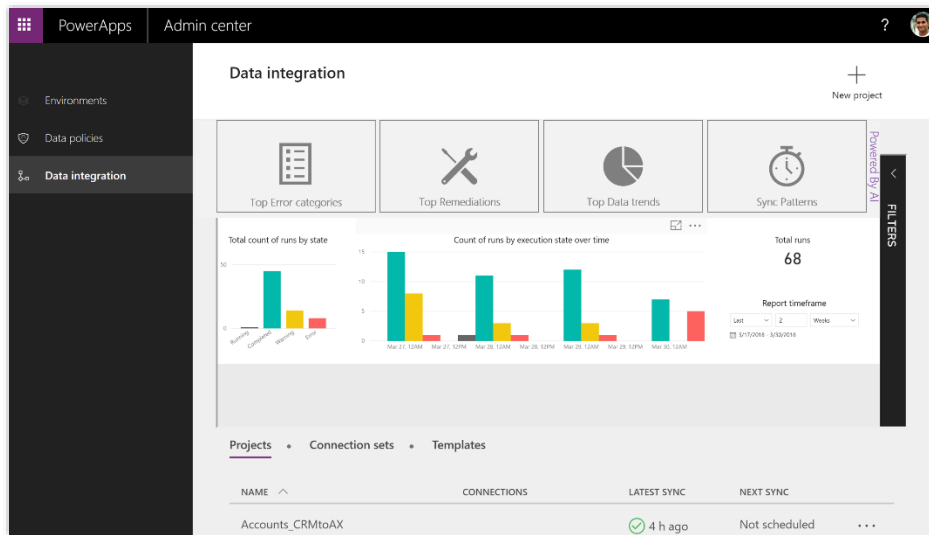 PowerApps
Admin center
?
Environments
Data policies
Data integration
Data integration
New project
Top Error categories
Top Remediations
Top Data trends
Sync Patterns
Powered By AI
FILTERS
Total count of runs by state
50
0
Running
Completed
Warning
Error
Count of runs by execution state over time
15
10
5
0
Mar 27, 12AM
Mar 27, 12PM
Mar 28, 12AM
Mar 28, 12PM
Mar 29, 12AM
Mar 29, 12PM
Mar 30, 12AM
Total runs
68
Report timeframe
Last
2
Weeks
3/17/2018 - 3/30/2018
Projects • Connection sets • Templates
NAME CONNECTIONS LATEST SYNC NEXT SYNC
Accounts_CRMtoAX 4 h ago Not scheduled ...